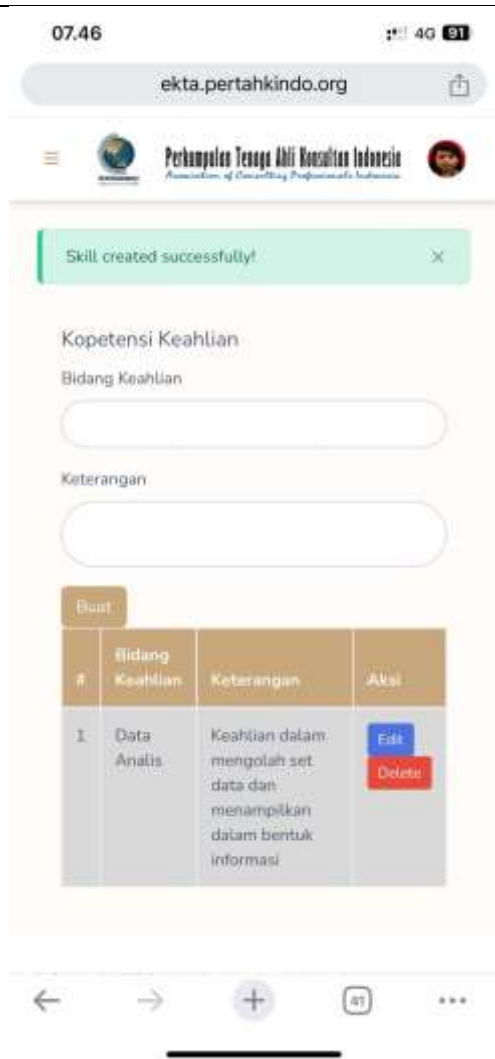 07.46
4G 91
ekta.pertahkindo.org
Perkumpulan Tenaga Ahli Konsultan Indonesia
Association of Consulting Professionals Indonesia
Skill created successfully!
Kopetensi Keahlian
Bidang Keahlian
Keterangan
Buat
# Bidang Keahlian Keterangan Aksi
1 Data Analis Keahlian dalam Edit
mengolah set Delete
data dan
menampilkan
dalam bentuk
informasi
41